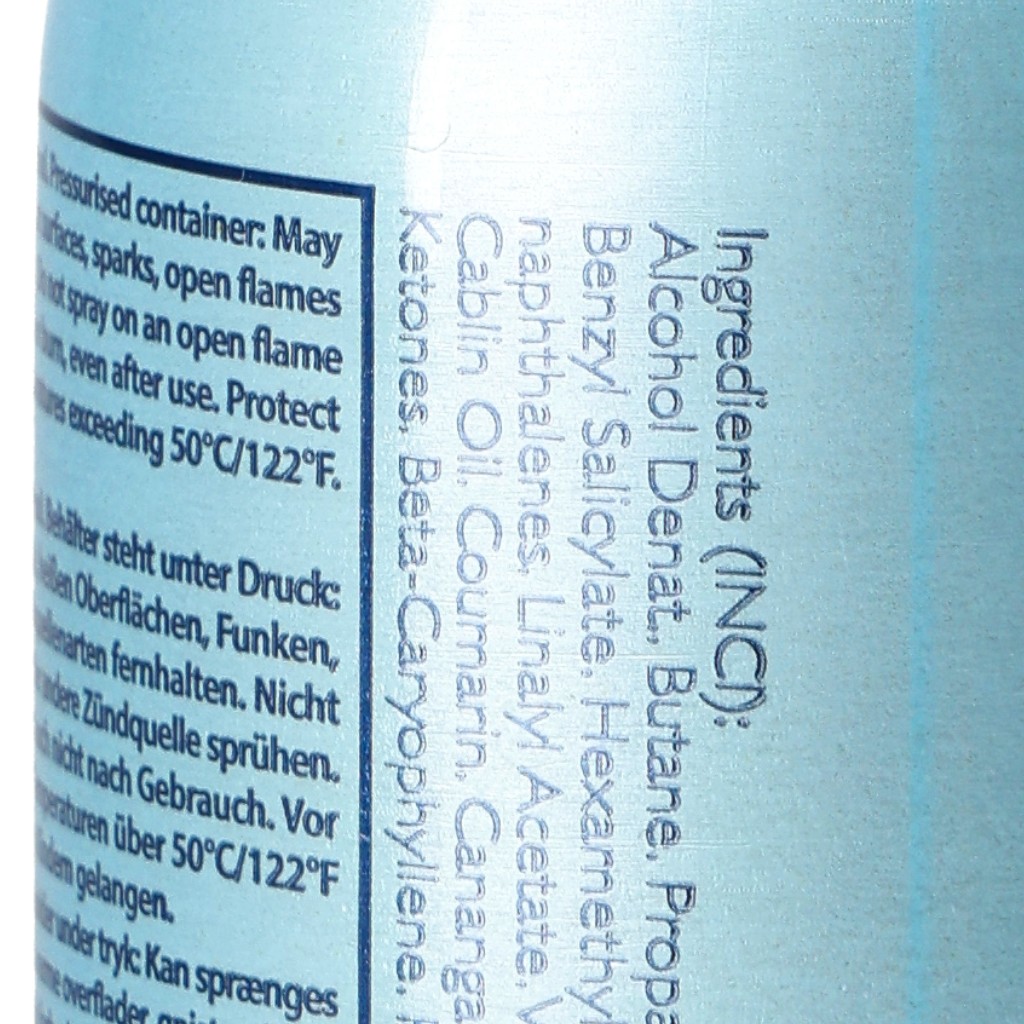 Pressurised container: May
sparks, open flames
not spray on an open flame
even after use. Protect
exceeding 50°C/122°F.
Behälter steht unter Druck:
Oberflächen, Funken,
fernhalten. Nicht
andere Zündquelle sprühen.
nicht nach Gebrauch. Vor
über 50°C/122°F
gelangen.
under tryk: Kan sprænges
overflader, gnis
Ingredients (INCI):
Alcohol Denat., Butane, Propa
Benzyl Salicylate, Hexamethyl
naphthalenes, Linalyl Acetate, V
Cablin Oil, Coumarin, Cananga
Ketones, Beta-Caryophyllene,